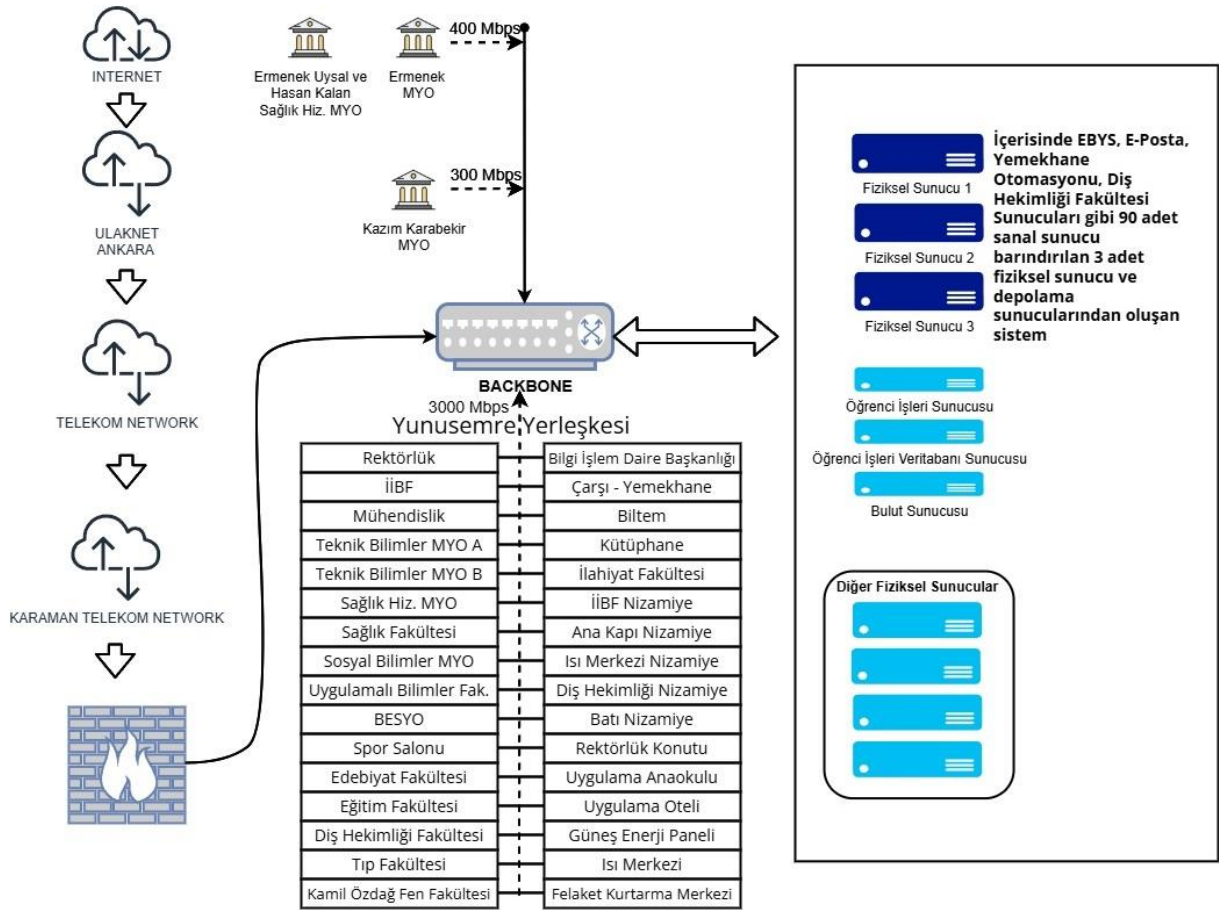 INTERNET
ULAKNET
ANKARA
TELEKOM NETWORK
KARAMAN TELEKOM NETWORK
Ermenek Uysal ve
Hasan Kalan
Sağlık Hiz. MYO
Ermenek
MYO
400 Mbps
Kazım Karabekir
MYO
300 Mbps
BACKBONE
3000 Mbps
Yunusemre Yerleşkesi
Rektörlük
Bilgi İşlem Daire Başkanlığı
İİBF
Çarşı - Yemekhane
Mühendislik
Biltem
Teknik Bilimler MYO A
Kütüphane
Teknik Bilimler MYO B
İlahiyat Fakültesi
Sağlık Hiz. MYO
İİBF Nizamiye
Sağlık Fakültesi
Ana Kapı Nizamiye
Sosyal Bilimler MYO
Isı Merkezi Nizamiye
Uygulamalı Bilimler Fak.
Diş Hekimliği Nizamiye
BESYO
Batı Nizamiye
Spor Salonu
Rektörlük Konutu
Edebiyat Fakültesi
Uygulama Anaokulu
Eğitim Fakültesi
Uygulama Oteli
Diş Hekimliği Fakültesi
Güneş Enerji Paneli
Tıp Fakültesi
Isı Merkezi
Kamil Özdağ Fen Fakültesi
Felaket Kurtarma Merkezi
Fiziksel Sunucu 1
Fiziksel Sunucu 2
Fiziksel Sunucu 3
İçerisinde EBYS, E-Posta,
Yemekhane
Otomasyonu, Diş
Hekimliği Fakültesi
Sunucuları gibi 90 adet
sanal sunucu
barındırılan 3 adet
fiziksel sunucu ve
depolama
sunucularından oluşan
sistem
Öğrenci İşleri Sunucusu
Öğrenci İşleri Veritabanı Sunucusu
Bulut Sunucusu
Diğer Fiziksel Sunucular